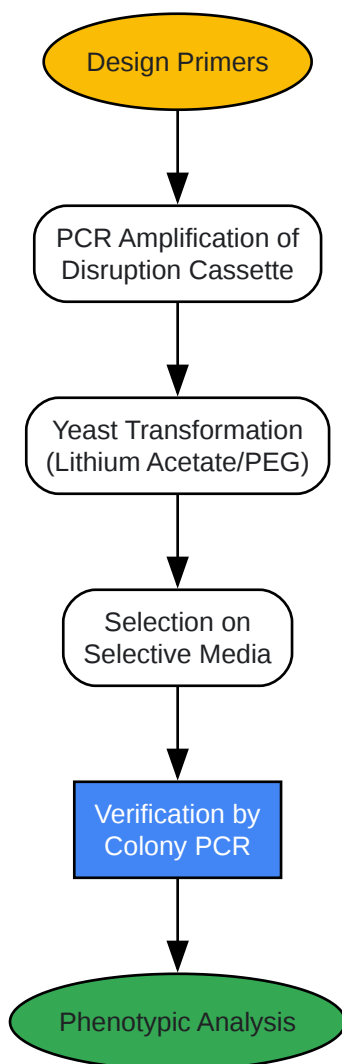 Design Primers
PCR Amplification of
Disruption Cassette
Yeast Transformation
(Lithium Acetate/PEG)
Selection on
Selective Media
Verification by
Colony PCR
Phenotypic Analysis